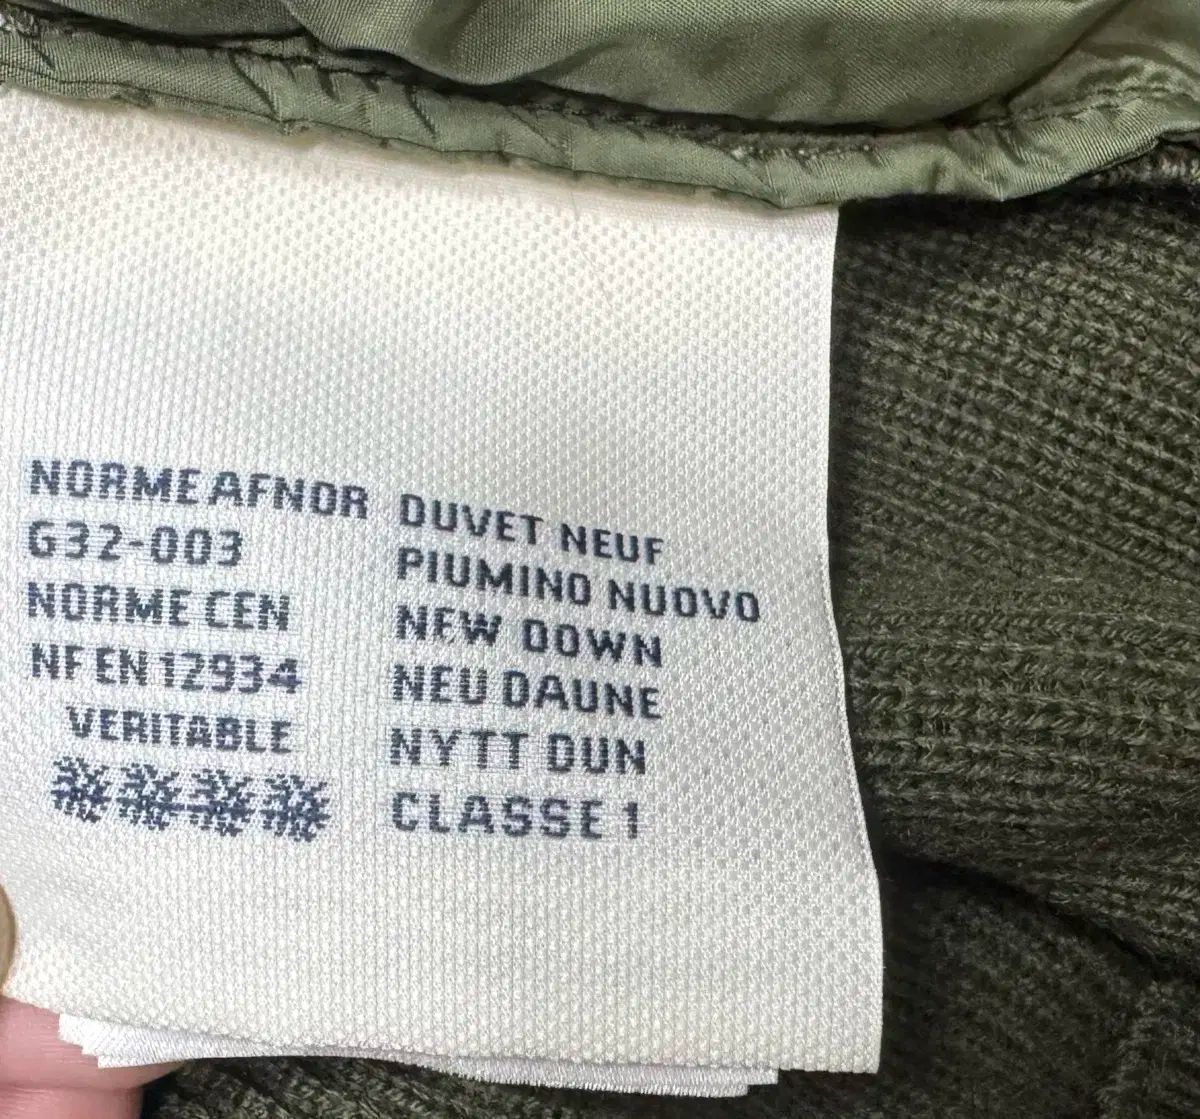 NORME AFNOR
G32-003
NORME CEN
NF EN 12934
VERITABLE
DUVET NEUF
PIUMINO NUOVO
NEW DOWN
NEU DAUNE
NYTT DUN
CLASSE 1